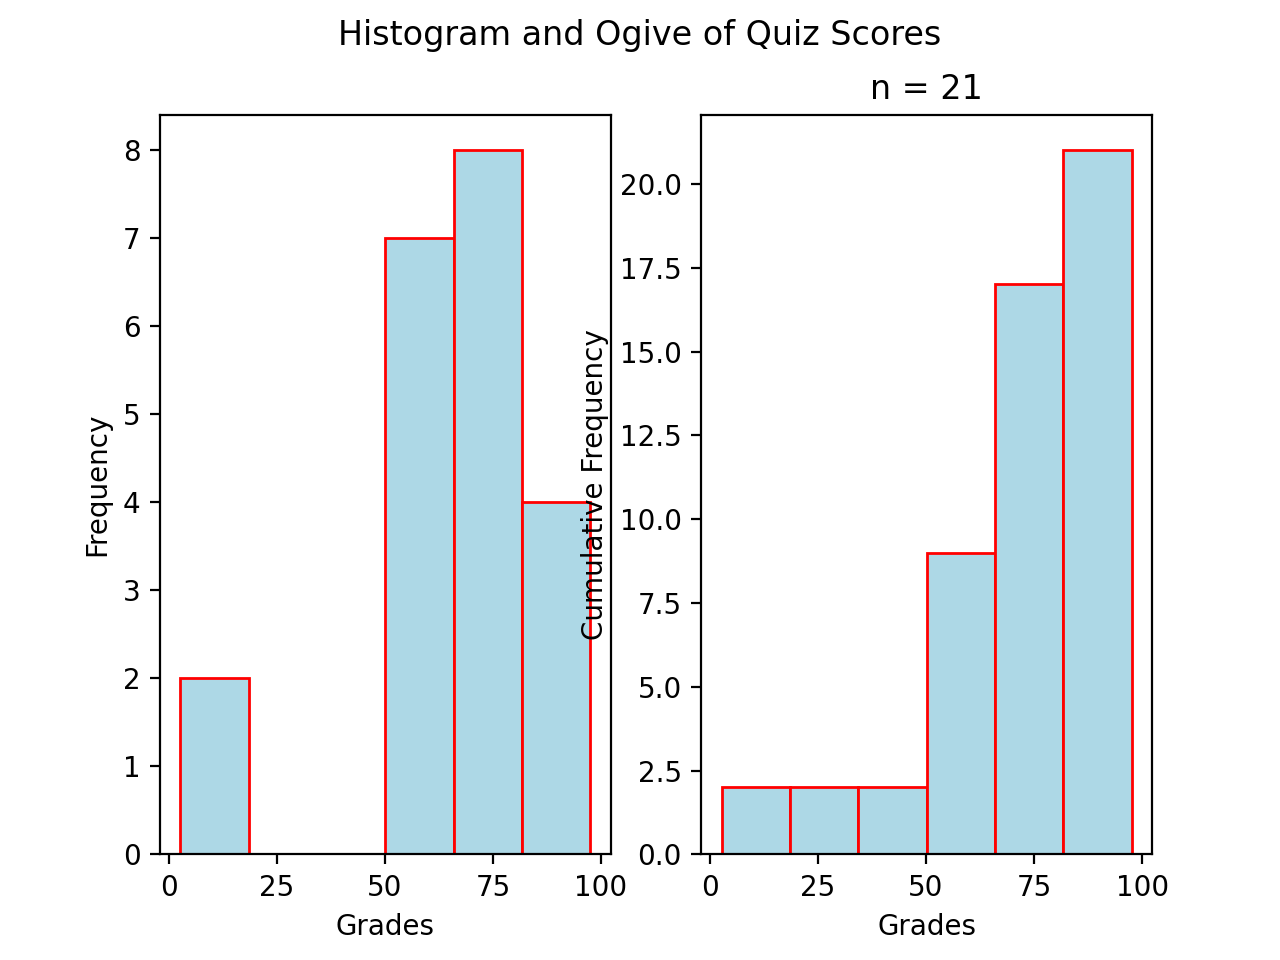 Histogram and Ogive of Quiz Scores
8
7
6
5
4
3
2
1
0
Frequency
0 25 50 75 100
Grades
n = 21
20.0
17.5
15.0
12.5
10.0
7.5
5.0
2.5
0.0
Cumulative Frequency
0 25 50 75 100
Grades